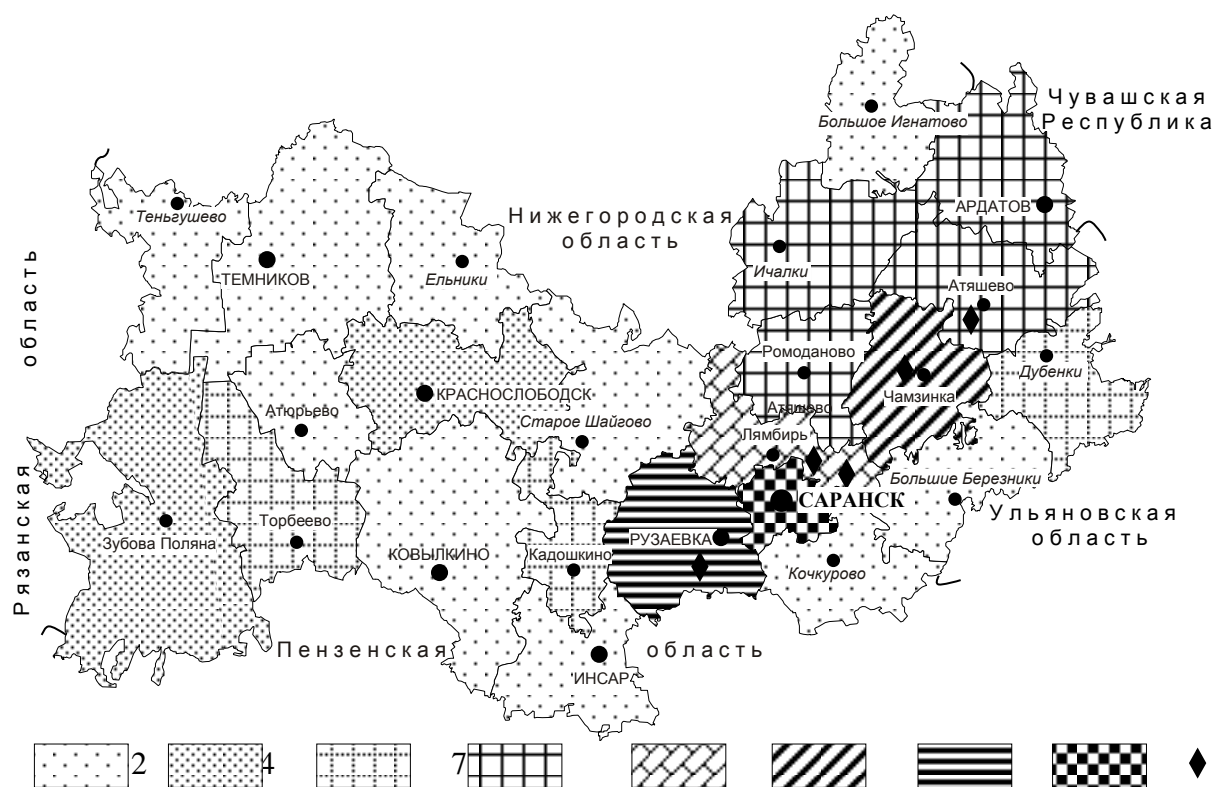 Чувашская
Республика
Большое Игнатово
Теньгушево
Нижегородская
область
АРДАТОВ
ТЕМНИКОВ
Ельники
Ичалки
Атяшево
область
Ромоданово
Дубенки
КРАСНОСЛОБОДСК
Чамзинка
Атюрьево
Атяшево
Старое Шайгово
Лямбирь
Большие Березники
САРАНСК
Рязанская
Зубова Поляна
Торбеево
Ульяновская
область
КОВЫЛКИНО
Кадошкино
РУЗАЕВКА
Кочкурово
Пензенская
область
ИНСАР
2
4
7